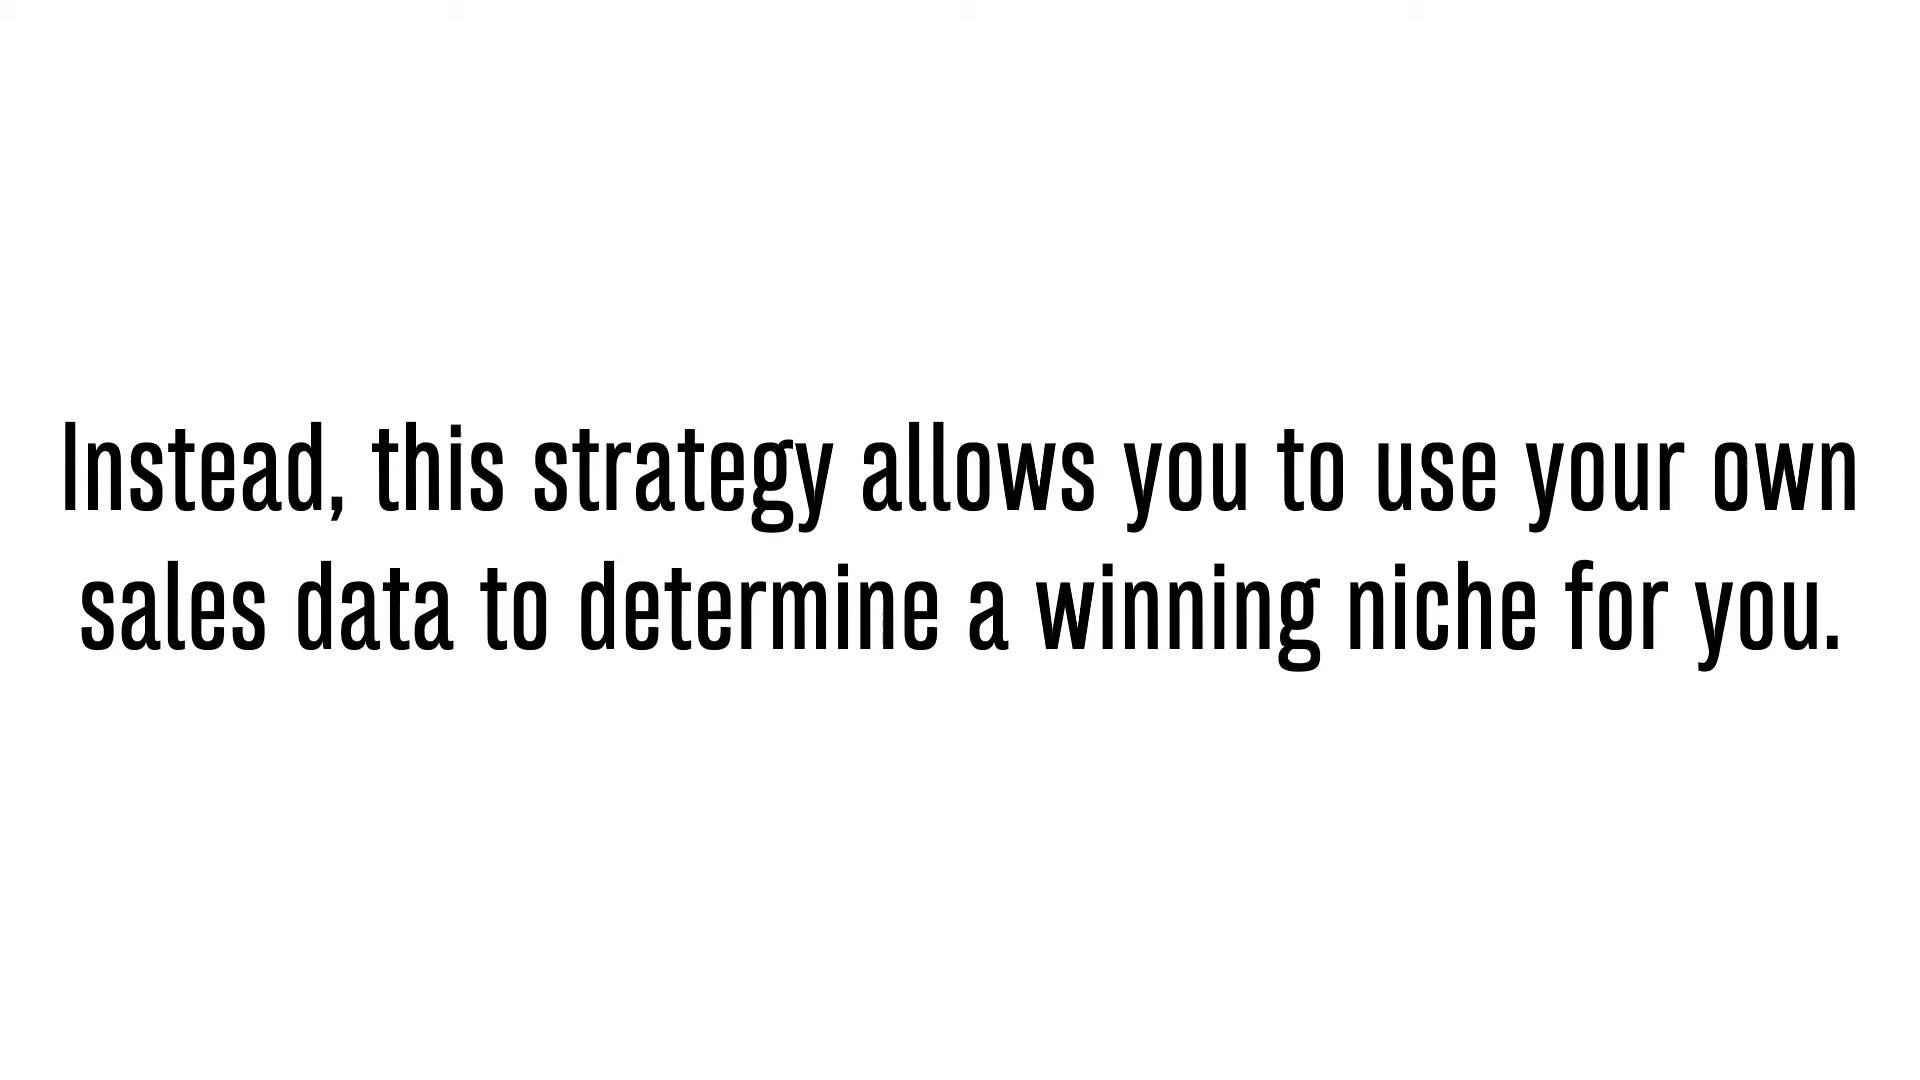 Instead, this strategy allows you to use your own
sales data to determine a winning niche for you.